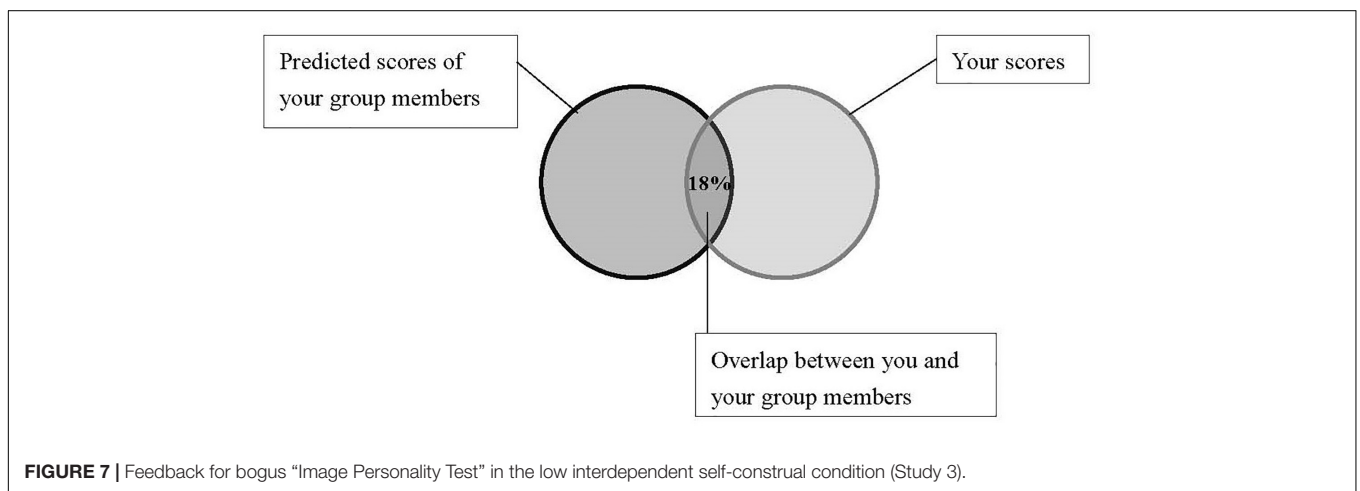 Predicted scores of
your group members
Your scores
18%
Overlap between you and
your group members
FIGURE 7 | Feedback for bogus “Image Personality Test” in the low interdependent self-construal condition (Study 3).